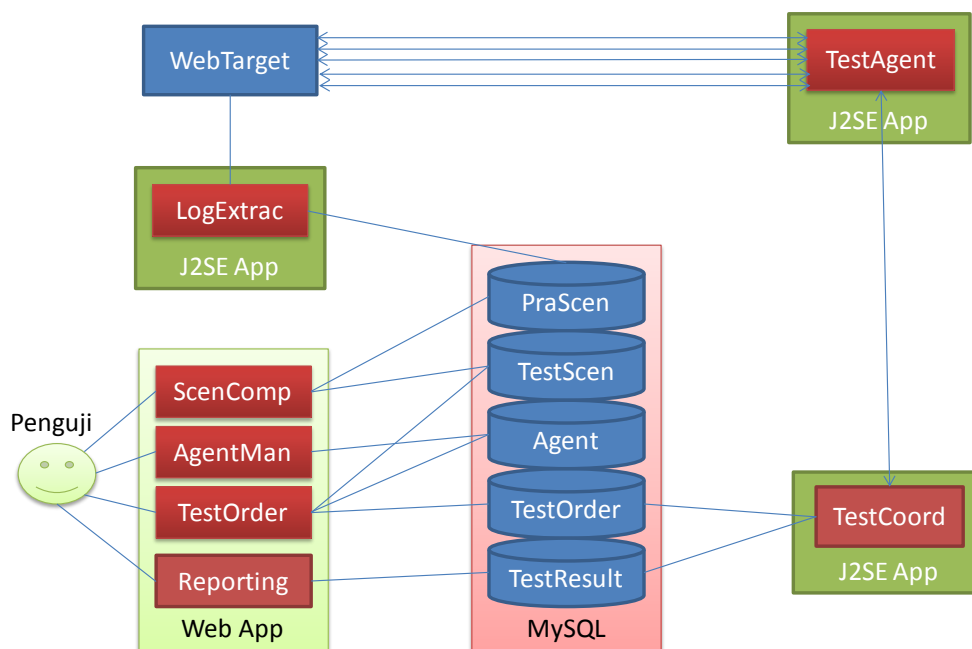 WebTarget
TestAgent
J2SE App
LogExtrac
J2SE App
PraScen
TestScen
Agent
TestOrder
TestResult
MySQL
Penguji
ScenComp
AgentMan
TestOrder
Reporting
Web App
TestCoord
J2SE App